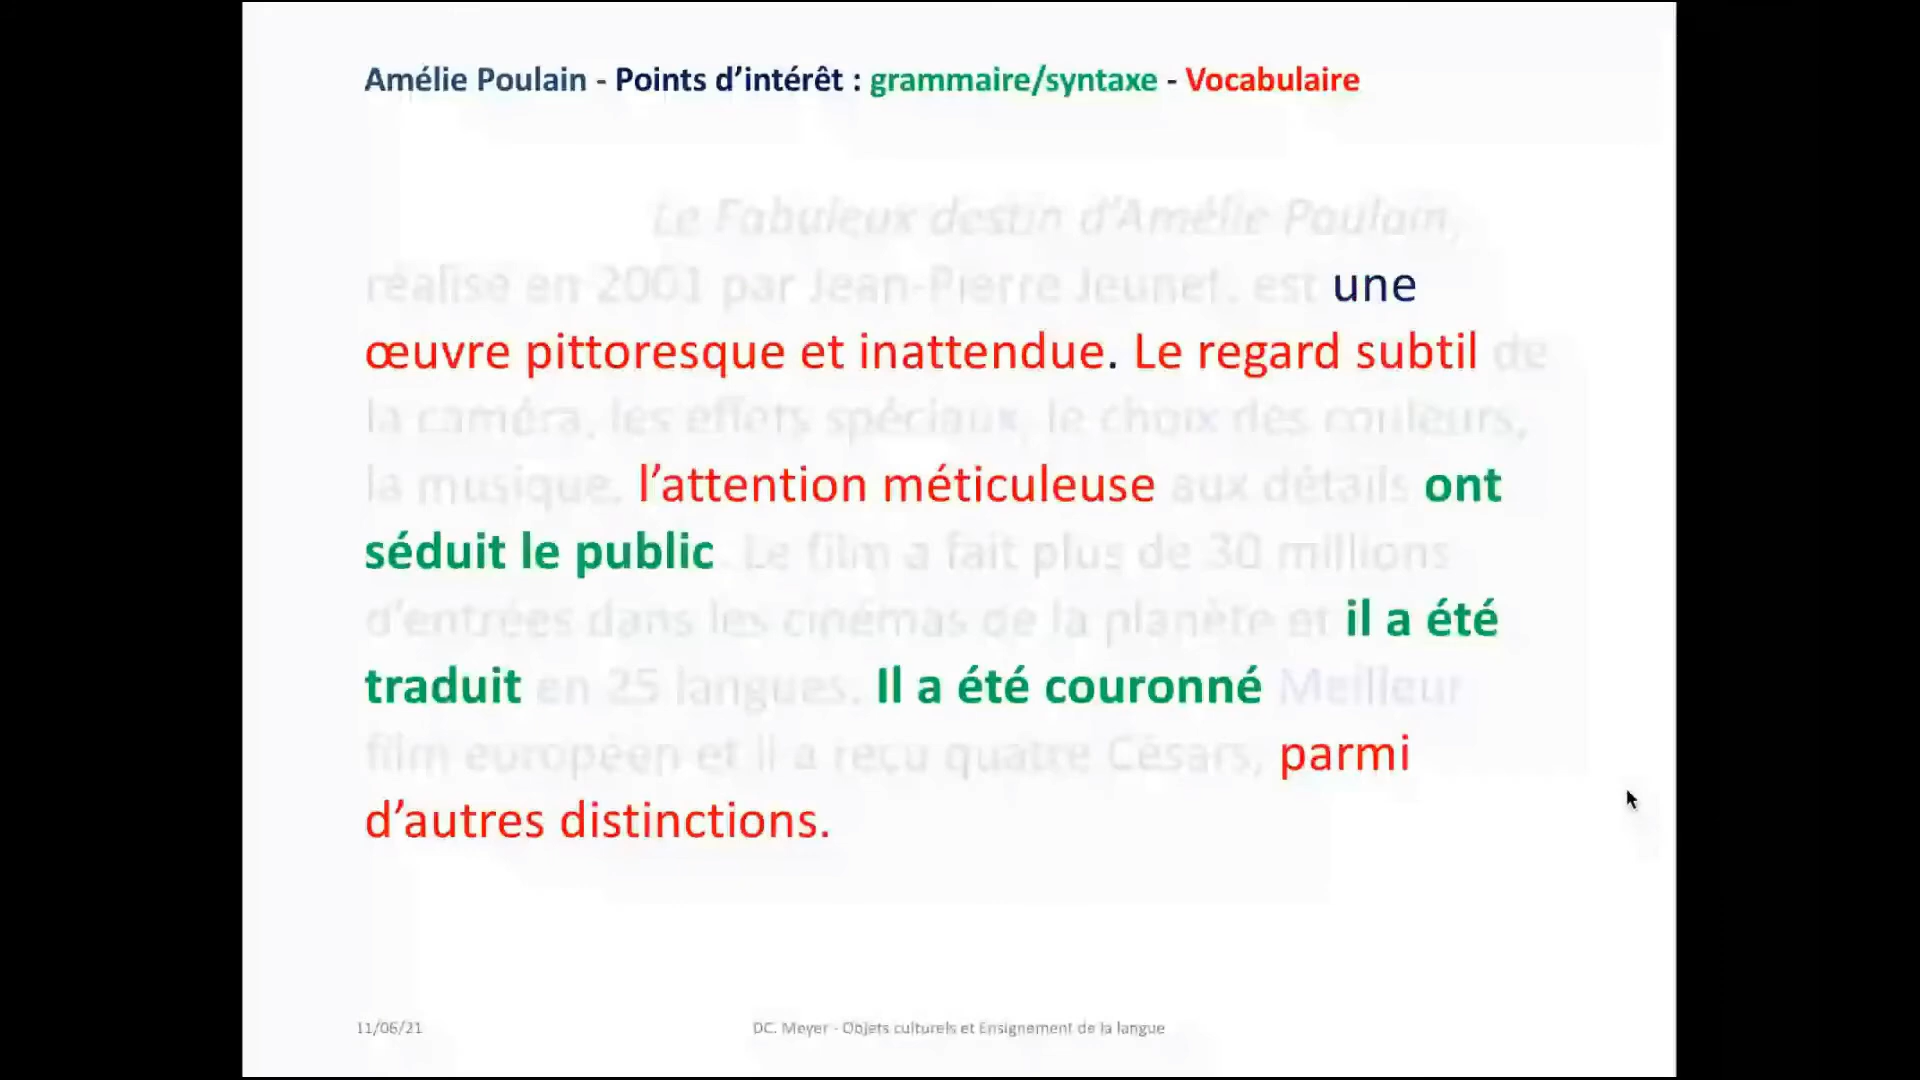 Amélie Poulain - Points d’intérêt : grammaire/syntaxe - Vocabulaire
Le Fabuleux destin d’Amélie Poulain,
réalisé en 2001 par Jean-Pierre Jeunet, est une
œuvre pittoresque et inattendue. Le regard subtil de
la caméra, les effets spéciaux, le choix des couleurs,
la musique, l’attention méticuleuse aux détails ont
séduit le public. Le film a fait plus de 30 millions
d’entrées dans les cinémas de la planète et il a été
traduit en 25 langues. Il a été couronné Meilleur
film européen et il a reçu quatre Césars, parmi
d’autres distinctions.
11/06/21
DC. Meyer - Objets culturels et Ensignement de la langue